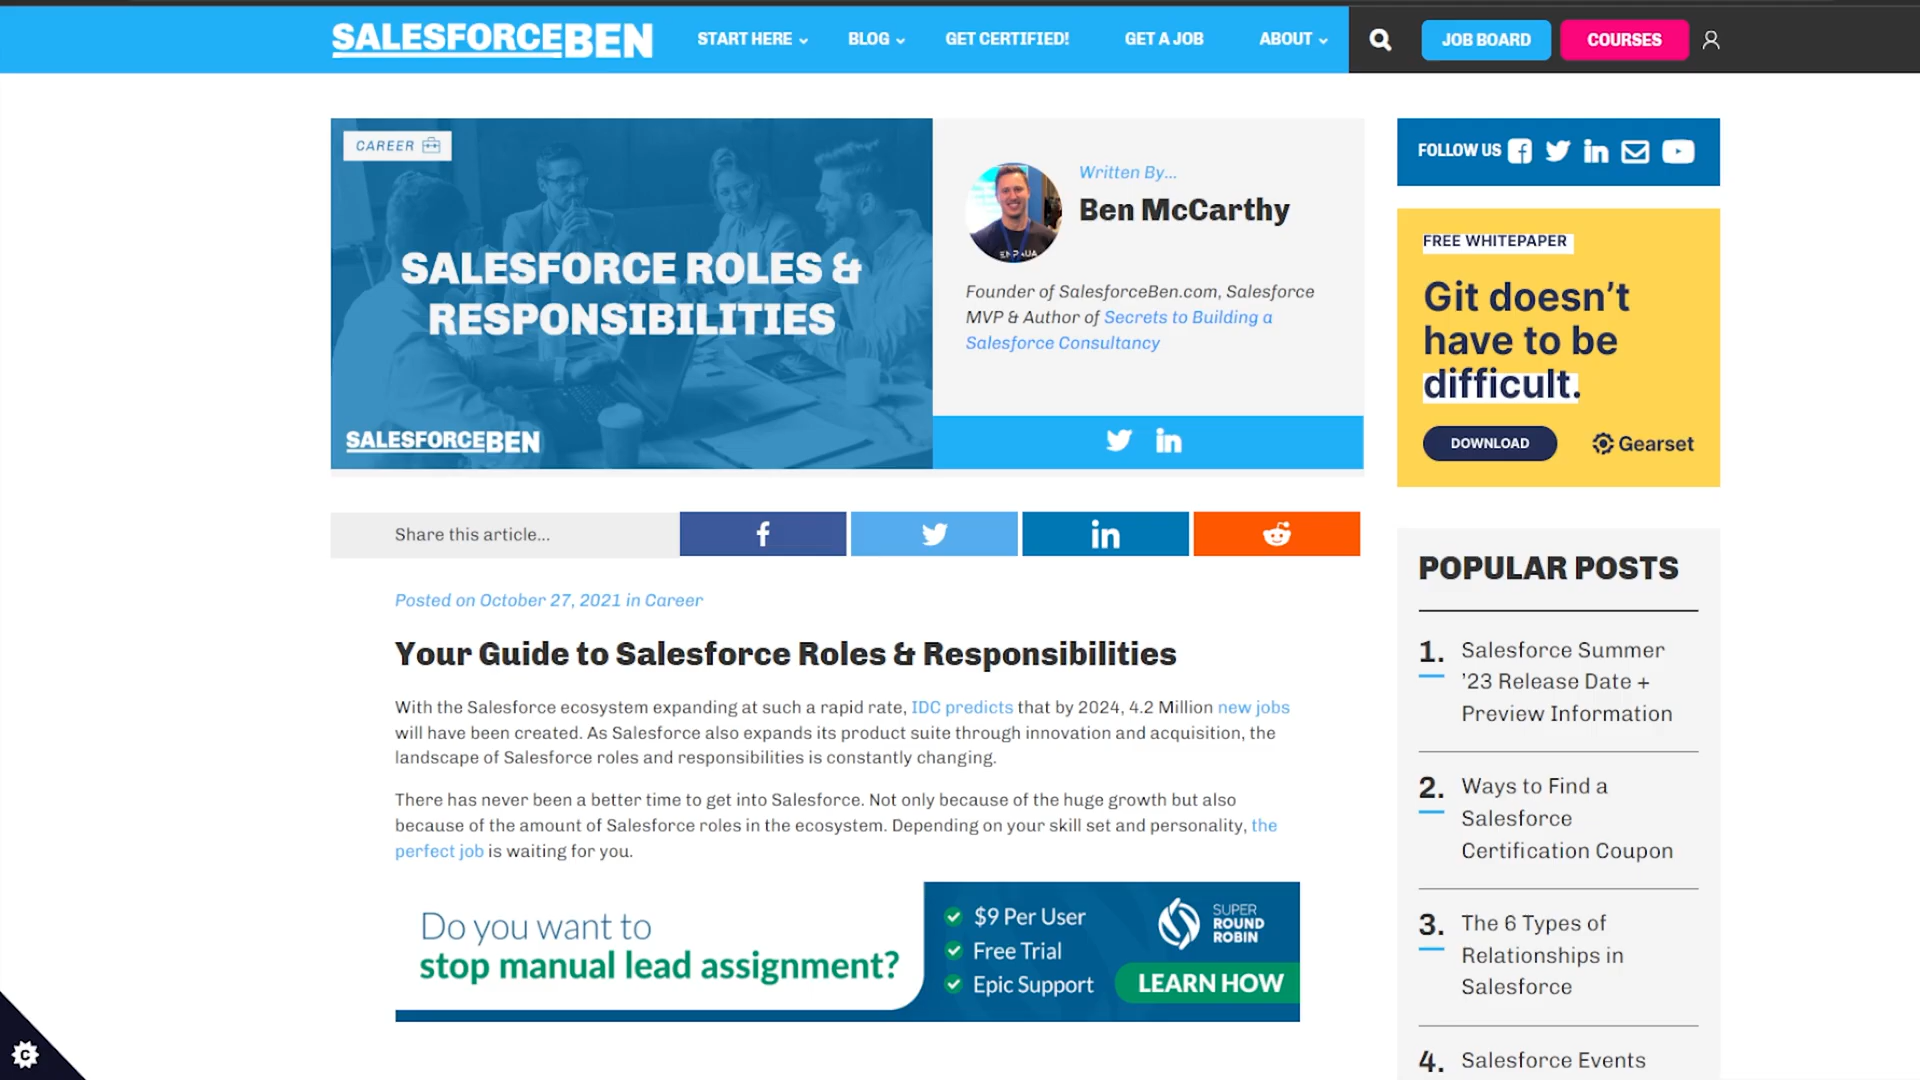 SALESFORCEBEN
START HERE
BLOG
GET CERTIFIED!
GET A JOB
ABOUT
JOB BOARD
COURSES
CAREER
SALESFORCE ROLES &
RESPONSIBILITIES
SALESFORCEBEN
Written By...
Ben McCarthy
Founder of SalesforceBen.com, Salesforce
MVP & Author of Secrets to Building a
Salesforce Consultancy
FOLLOW US
FREE WHITEPAPER
Git doesn't
have to be
difficult.
DOWNLOAD
Gearset
Share this article...
Posted on October 27, 2021 in Career
Your Guide to Salesforce Roles & Responsibilities
With the Salesforce ecosystem expanding at such a rapid rate, IDC predicts that by 2024, 4.2 Million new jobs
will have been created. As Salesforce also expands its product suite through innovation and acquisition, the
landscape of Salesforce roles and responsibilities is constantly changing.
There has never been a better time to get into Salesforce. Not only because of the huge growth but also
because of the amount of Salesforce roles in the ecosystem. Depending on your skill set and personality, the
perfect job is waiting for you.
Do you want to
stop manual lead assignment?
$9 Per User
Free Trial
Epic Support
SUPER
ROUND
ROBIN
LEARN HOW
POPULAR POSTS
1. Salesforce Summer
'23 Release Date +
Preview Information
2. Ways to Find a
Salesforce
Certification Coupon
3. The 6 Types of
Relationships in
Salesforce
4. Salesforce Events
C